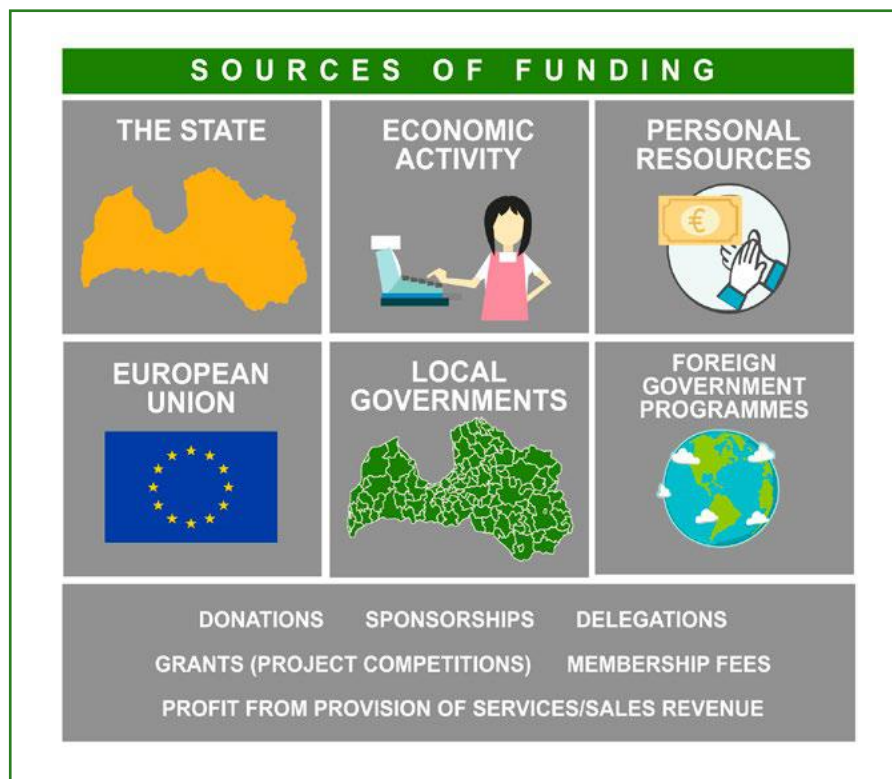 SOURCES OF FUNDING
THE STATE
ECONOMIC
ACTIVITY
PERSONAL
RESOURCES
EUROPEAN
UNION
LOCAL
GOVERNMENTS
FOREIGN
GOVERNMENT
PROGRAMMES
DONATIONS SPONSORSHIPS DELEGATIONS
GRANTS (PROJECT COMPETITIONS) MEMBERSHIP FEES
PROFIT FROM PROVISION OF SERVICES/SALES REVENUE